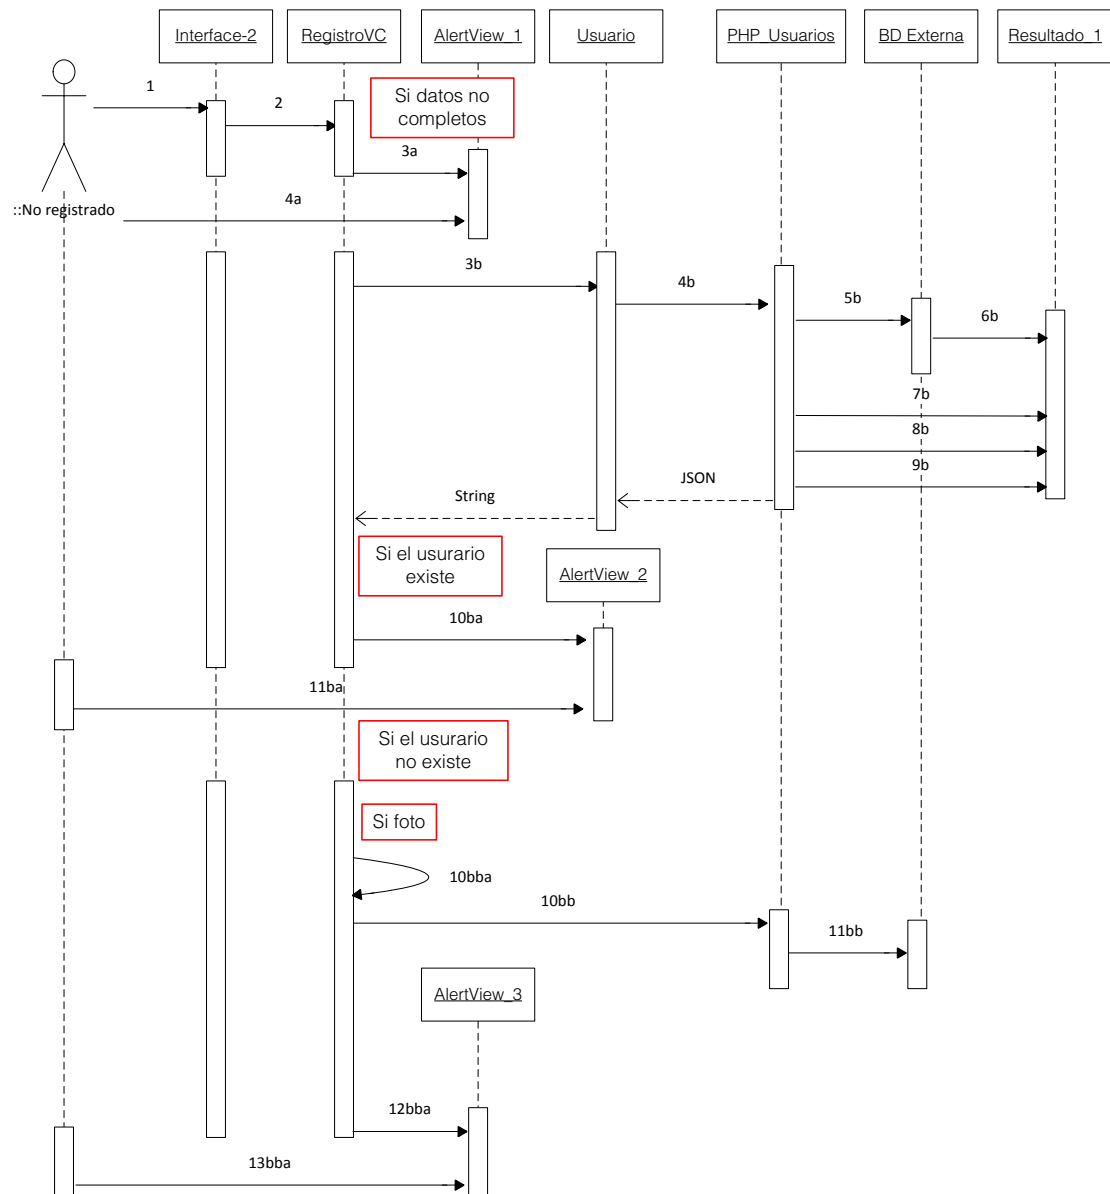 Interface-2
RegistroVC
AlertView_1
Usuario
PHP_Usuarios
BD Externa
Resultado_1
1
2
Si datos no
completos
3a
4a
::No registrado
3b
4b
5b
6b
7b
8b
9b
JSON
String
Si el usurario
existe
AlertView_2
10ba
11ba
Si el usurario
no existe
Si foto
10bba
10bb
11bb
AlertView_3
12bba
13bba